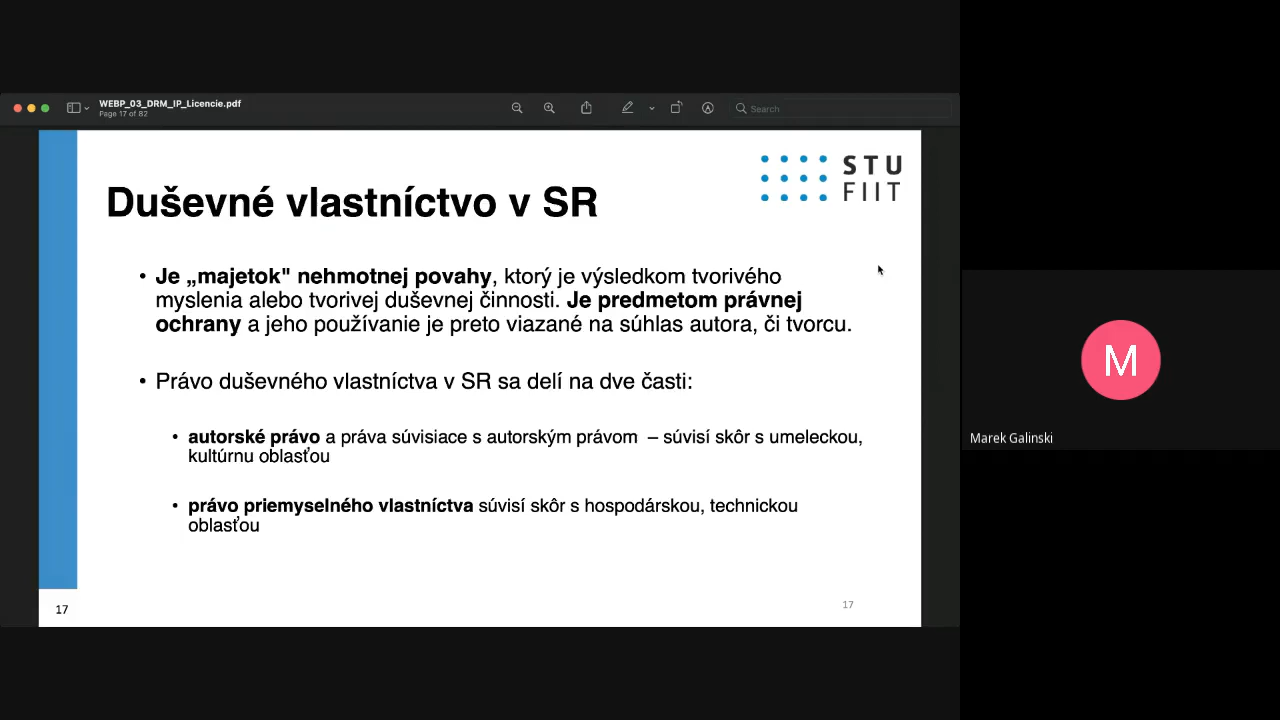 WEBP_03_DRM_IP_Licencie.pdf
Page 17 of 82
Search
STU
FIIT
Duševné vlastníctvo v SR
• Je „majetok" nehmotnej povahy, ktorý je výsledkom tvorivého
myslenia alebo tvorivej duševnej činnosti. Je predmetom právnej
ochrany a jeho používanie je preto viazané na súhlas autora, či tvorcu.
• Právo duševného vlastníctva v SR sa delí na dve časti:
• autorské právo a práva súvisiace s autorským právom – súvisí skôr s umeleckou,
kultúrnu oblasťou
• právo priemyselného vlastníctva súvisí skôr s hospodárskou, technickou
oblasťou
17
17
M
Marek Galinski